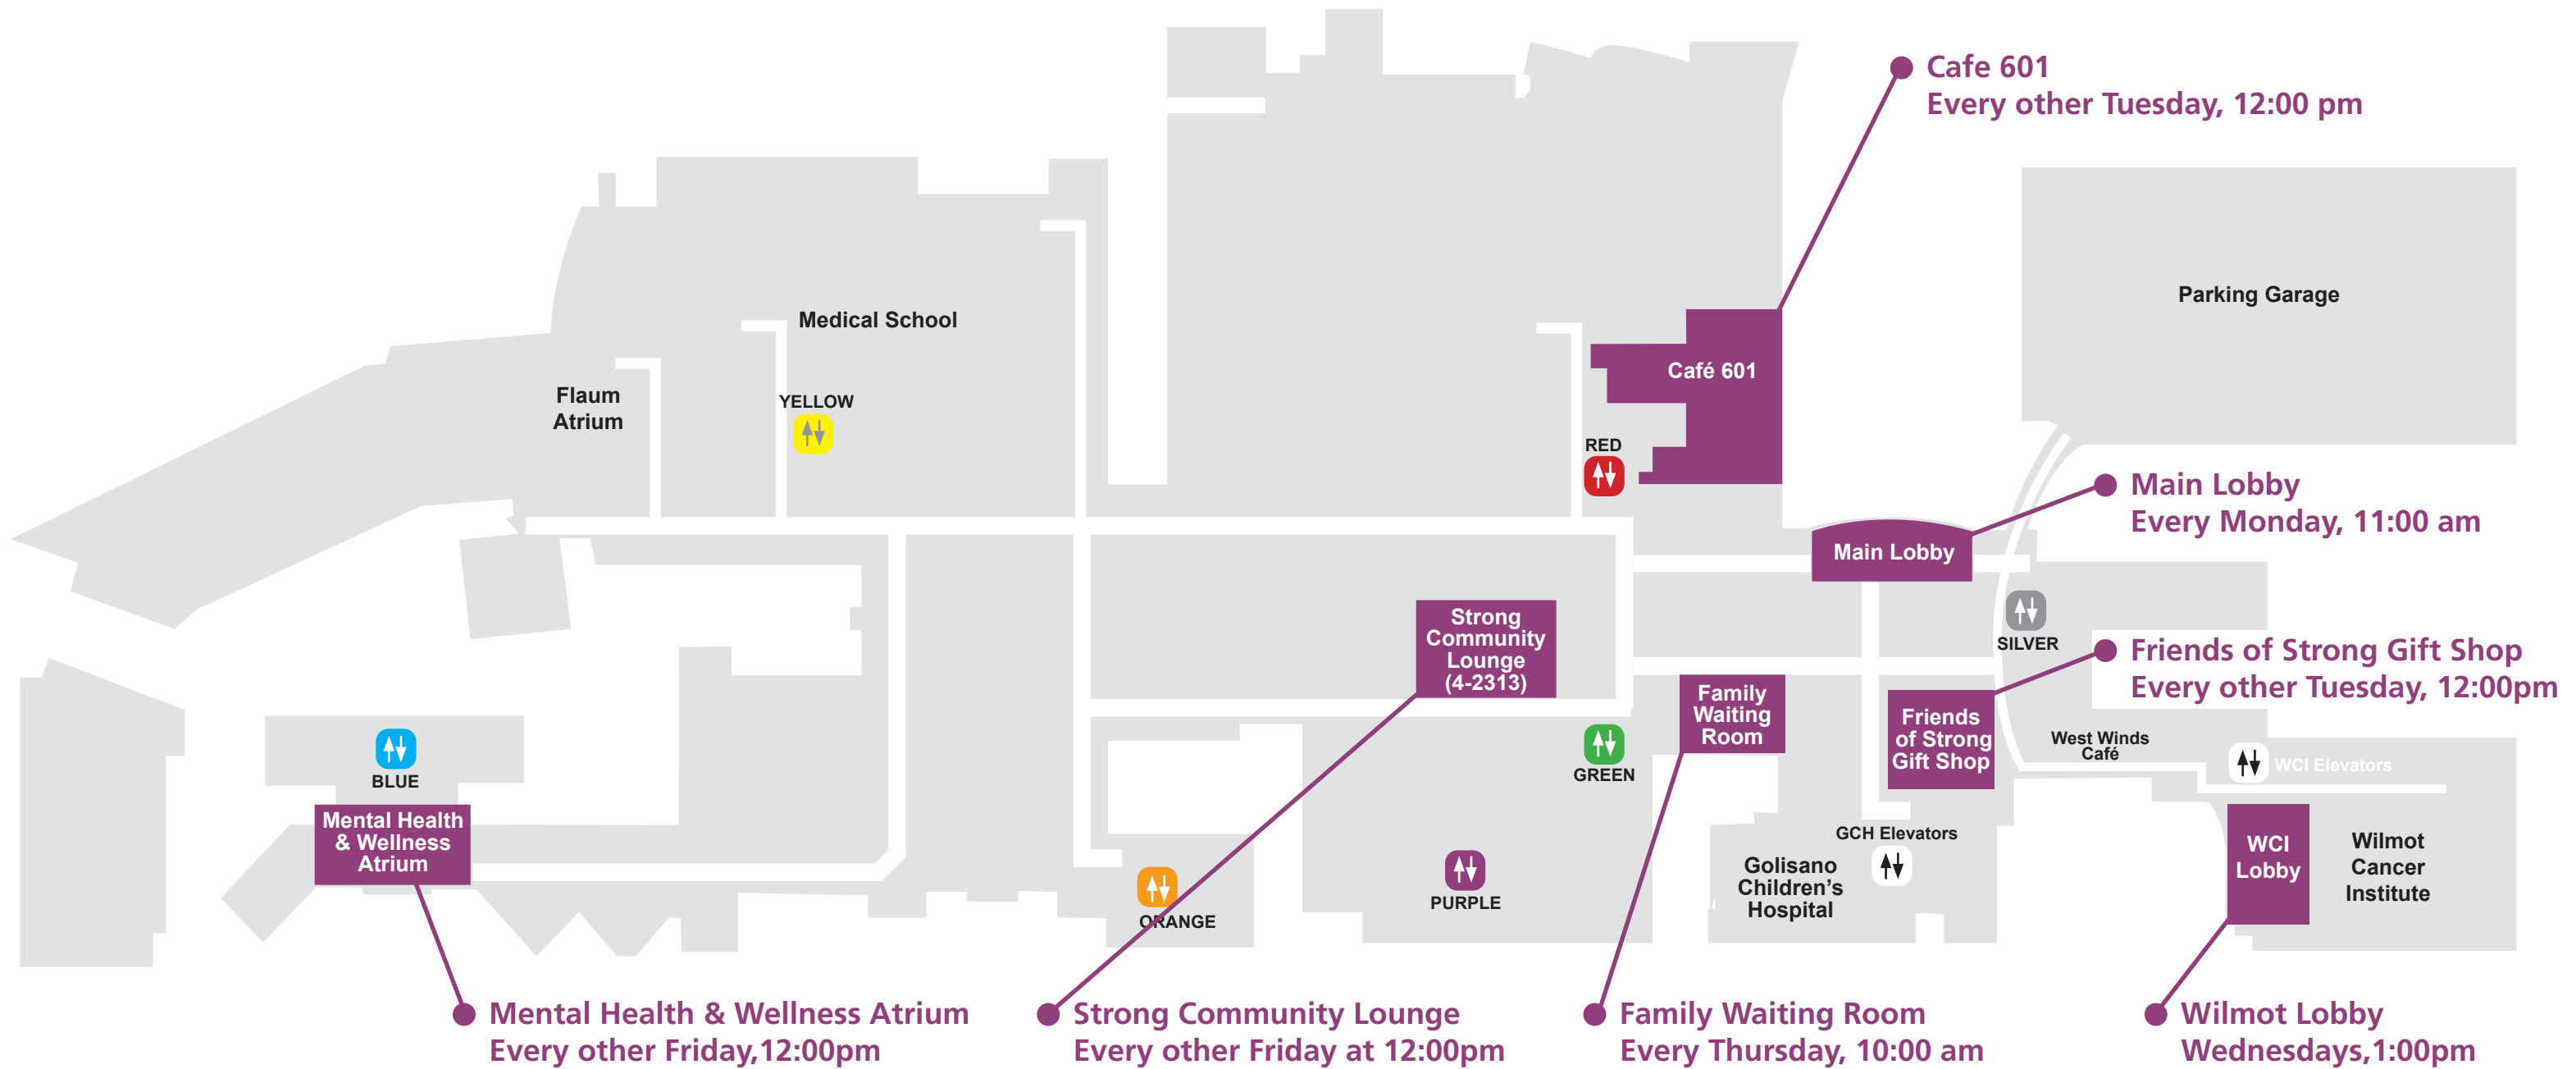 Cafe 601
Every other Tuesday, 12:00 pm
Parking Garage
Medical School
Café 601
Flaum
Atrium
YELLOW
RED
Main Lobby
Every Monday, 11:00 am
Main Lobby
Strong
Community
Lounge
(4-2313)
SILVER
Friends of Strong Gift Shop
Every other Tuesday, 12:00pm
Family
Waiting
Room
Friends
of Strong
Gift Shop
West Winds
Café
WCI Elevators
BLUE
GREEN
Mental Health
& Wellness
Atrium
GCH Elevators
Golisano
Children's
Hospital
WCI
Lobby
Wilmot
Cancer
Institute
PURPLE
ORANGE
Mental Health & Wellness Atrium
Every other Friday,12:00pm
Strong Community Lounge
Every other Friday at 12:00pm
Family Waiting Room
Every Thursday, 10:00 am
Wilmot Lobby
Wednesdays,1:00pm